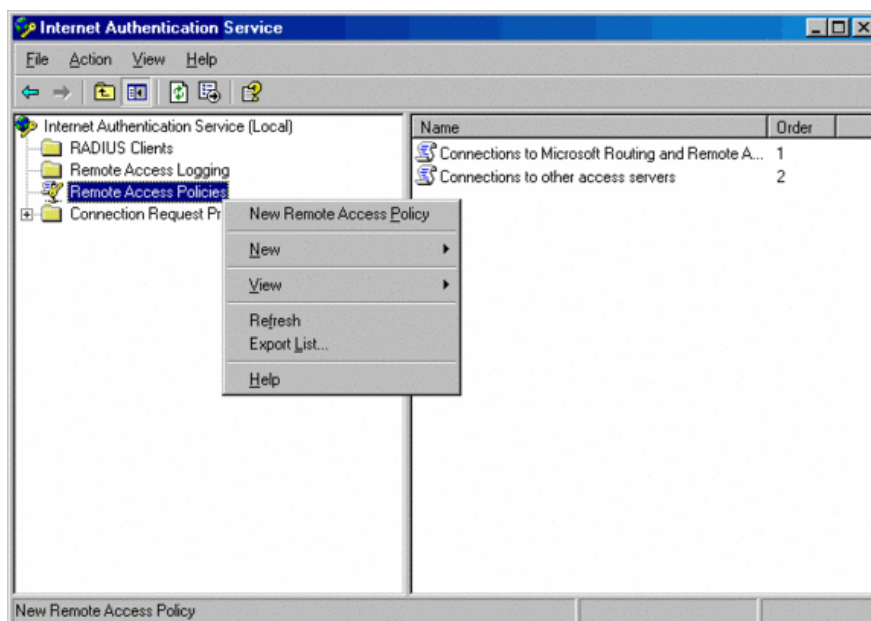 Internet Authentication Service
File Action View Help
Internet Authentication Service (Local)
RADIUS Clients
Remote Access Logging
Remote Access Policies
Connection Request Pr
Name Order
Connections to Microsoft Routing and Remote A... 1
Connections to other access servers 2
New Remote Access Policy
New
View
Refresh
Export List...
Help
New Remote Access Policy